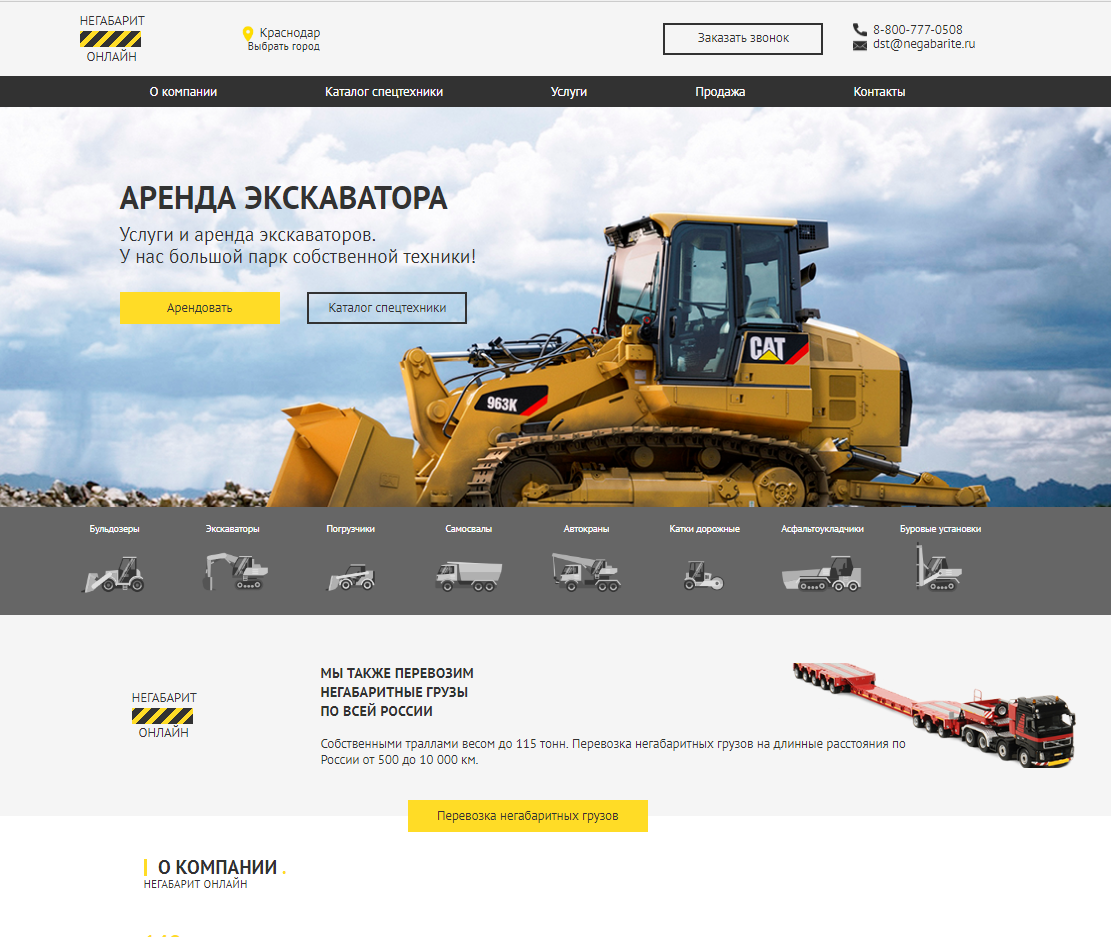 НЕГАБАРИТ
ОНЛАЙН
Краснодар
Выбрать город
Заказать звонок
8-800-777-0508
dst@negabarite.ru
О компании
Каталог спецтехники
Услуги
Продажа
Контакты
АРЕНДА ЭКСКАВАТОРА
Услуги и аренда экскаваторов.
У нас большой парк собственной техники!
Арендовать
Каталог спецтехники
CAT
963K
Бульдозеры
Экскаваторы
Погрузчики
Самосвалы
Автокраны
Катки дорожные
Асфальтоукладчики
Буровые установки
НЕГАБАРИТ
ОНЛАЙН
МЫ ТАКЖЕ ПЕРЕВОЗИМ
НЕГАБАРИТНЫЕ ГРУЗЫ
ПО ВСЕЙ РОССИИ
Собственными траллами весом до 115 тонн. Перевозка негабаритных грузов на длинные расстояния по
России от 500 до 10 000 км.
Перевозка негабаритных грузов
О КОМПАНИИ .
НЕГАБАРИТ ОНЛАЙН